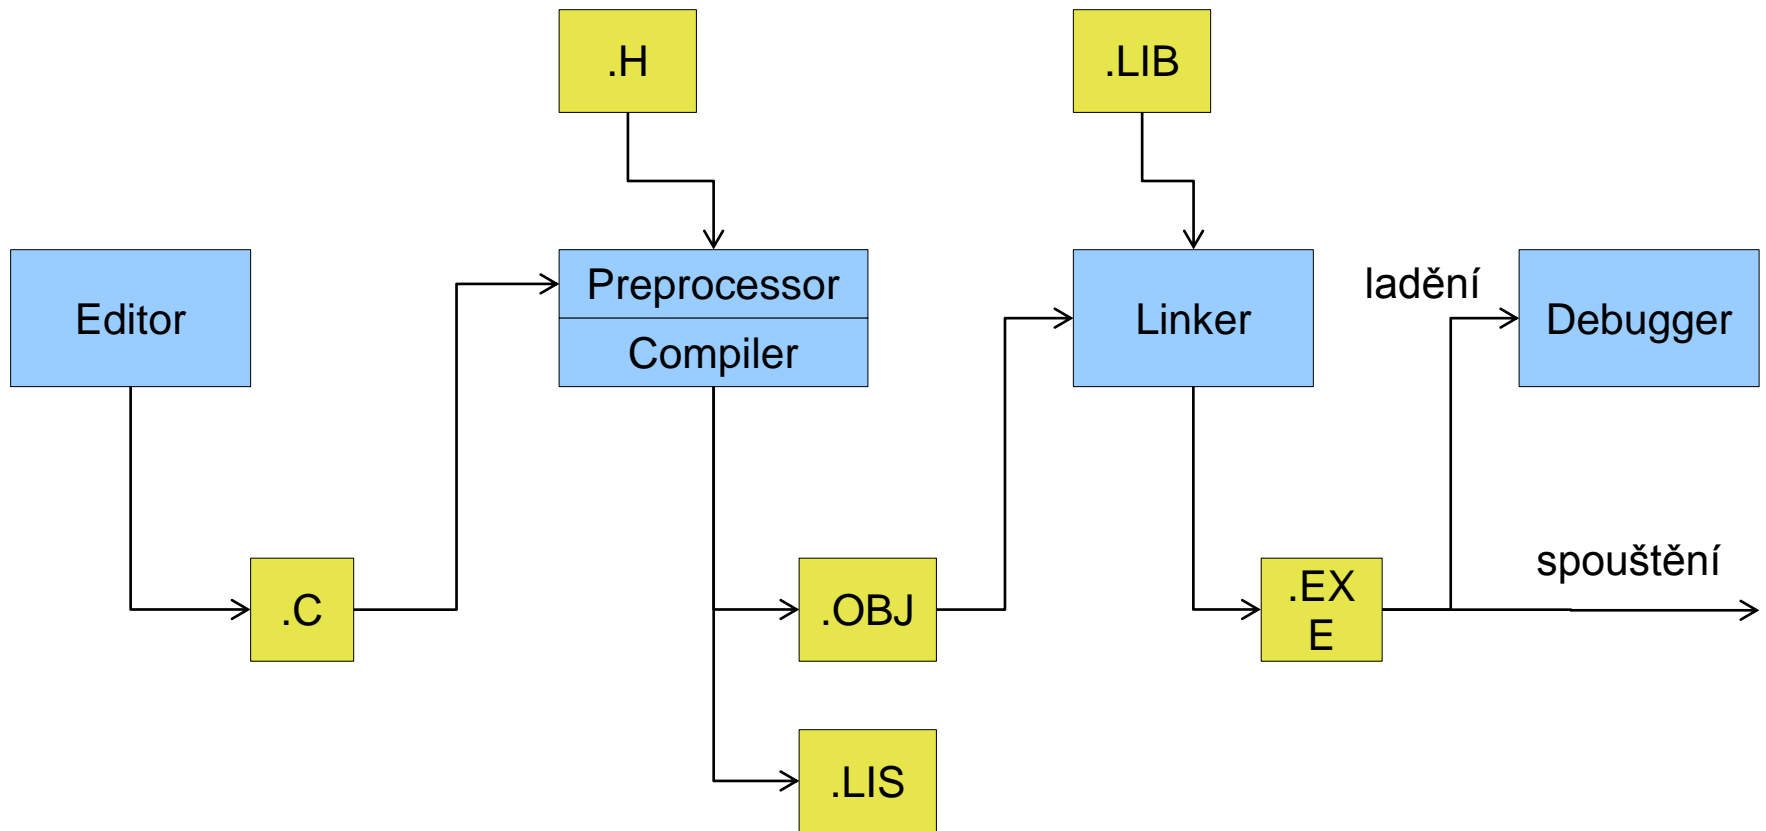 .H
.LIB
Editor
Preprocessor
Compiler
Linker
ladění
Debugger
.C
.OBJ
.EX
E
spouštění
.LIS